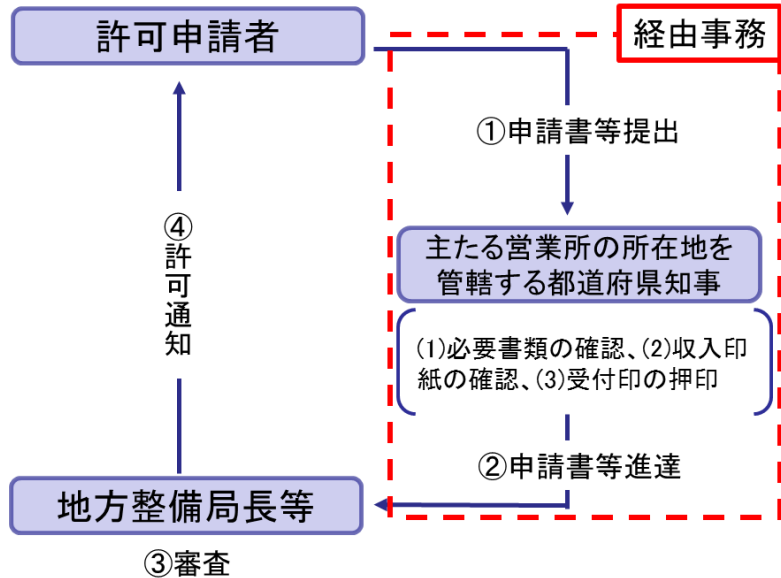 許可申請者
経由事務
①申請書等提出
主たる営業所の所在地を
管轄する都道府県知事
(1)必要書類の確認、(2)収入印
紙の確認、(3)受付印の押印
②申請書等進達
地方整備局長等
③審査
④許可通知